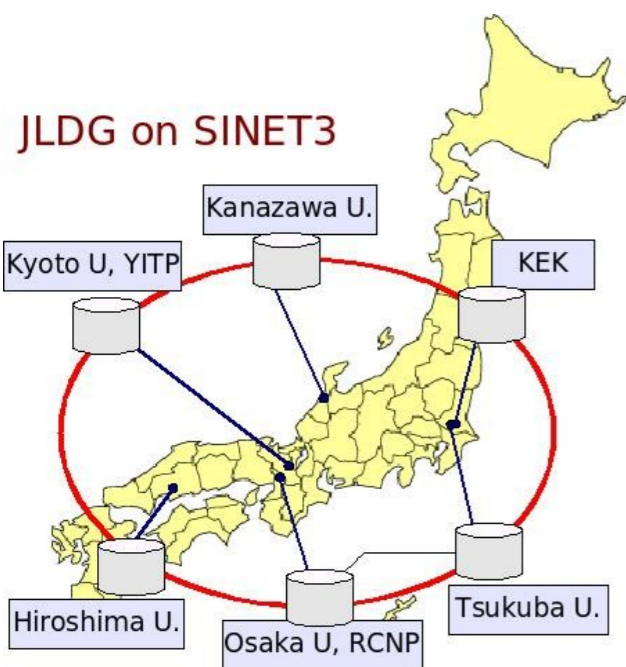 JLDG on SINET3
Kanazawa U.
Kyoto U, YITP
KEK
Hiroshima U.
Osaka U, RCNP
Tsukuba U.